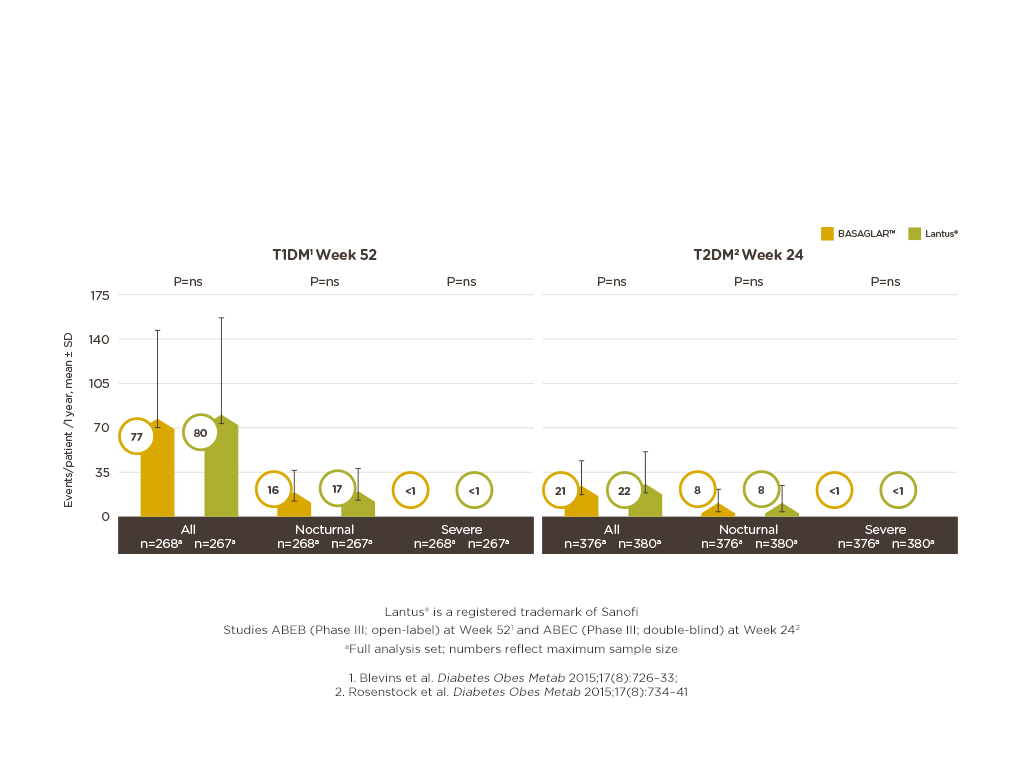 BASAGLAR™ Lantus®
T1DM¹ Week 52
T2DM² Week 24
P=ns P=ns P=ns P=ns P=ns P=ns
Events/patient /1 year, mean ± SD
175
140
105
70
35
0
77 80 16 17 <1 <1 21 22 8 8 <1 <1
All Nocturnal Severe All Nocturnal Severe
n=268ª n=267ª n=268ª n=267ª n=268ª n=267ª n=376ª n=380ª n=376ª n=380ª n=376ª n=380ª
Lantus® is a registered trademark of Sanofi
Studies ABEB (Phase III; open-label) at Week 52¹ and ABEC (Phase III; double-blind) at Week 24²
ªFull analysis set; numbers reflect maximum sample size
1. Blevins et al. Diabetes Obes Metab 2015;17(8):726–33;
2. Rosenstock et al. Diabetes Obes Metab 2015;17(8):734–41